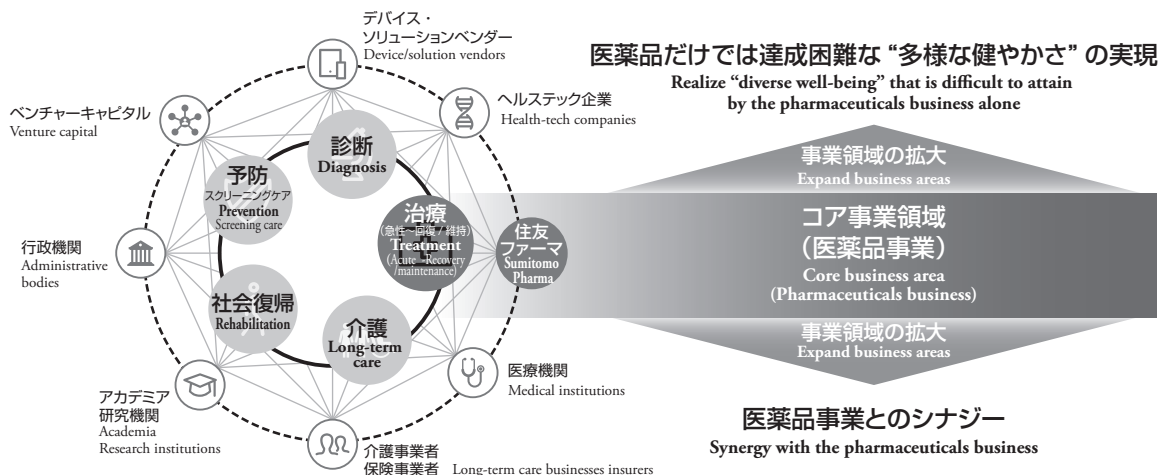 デバイス・
ソリューションベンダー
Device/solution vendors
ヘルステック企業
Health-tech companies
ベンチャーキャピタル
Venture capital
診断
Diagnosis
予防
スクリーニングケア
Prevention
Screening care
治療
(急性~回復/維持)
Treatment
(Acute~Recovery
/maintenance)
住友
ファーマ
Sumitomo
Pharma
行政機関
Administrative
bodies
社会復帰
Rehabilitation
介護
Long-term
care
医療機関
Medical institutions
アカデミア
研究機関
Academia
Research institutions
介護事業者
保険事業者 Long-term care businesses insurers
医薬品だけでは達成困難な “多様な健やかさ” の実現
Realize “diverse well-being” that is difficult to attain
by the pharmaceuticals business alone
事業領域の拡大
Expand business areas
コア事業領域
(医薬品事業)
Core business area
(Pharmaceuticals business)
事業領域の拡大
Expand business areas
医薬品事業とのシナジー
Synergy with the pharmaceuticals business